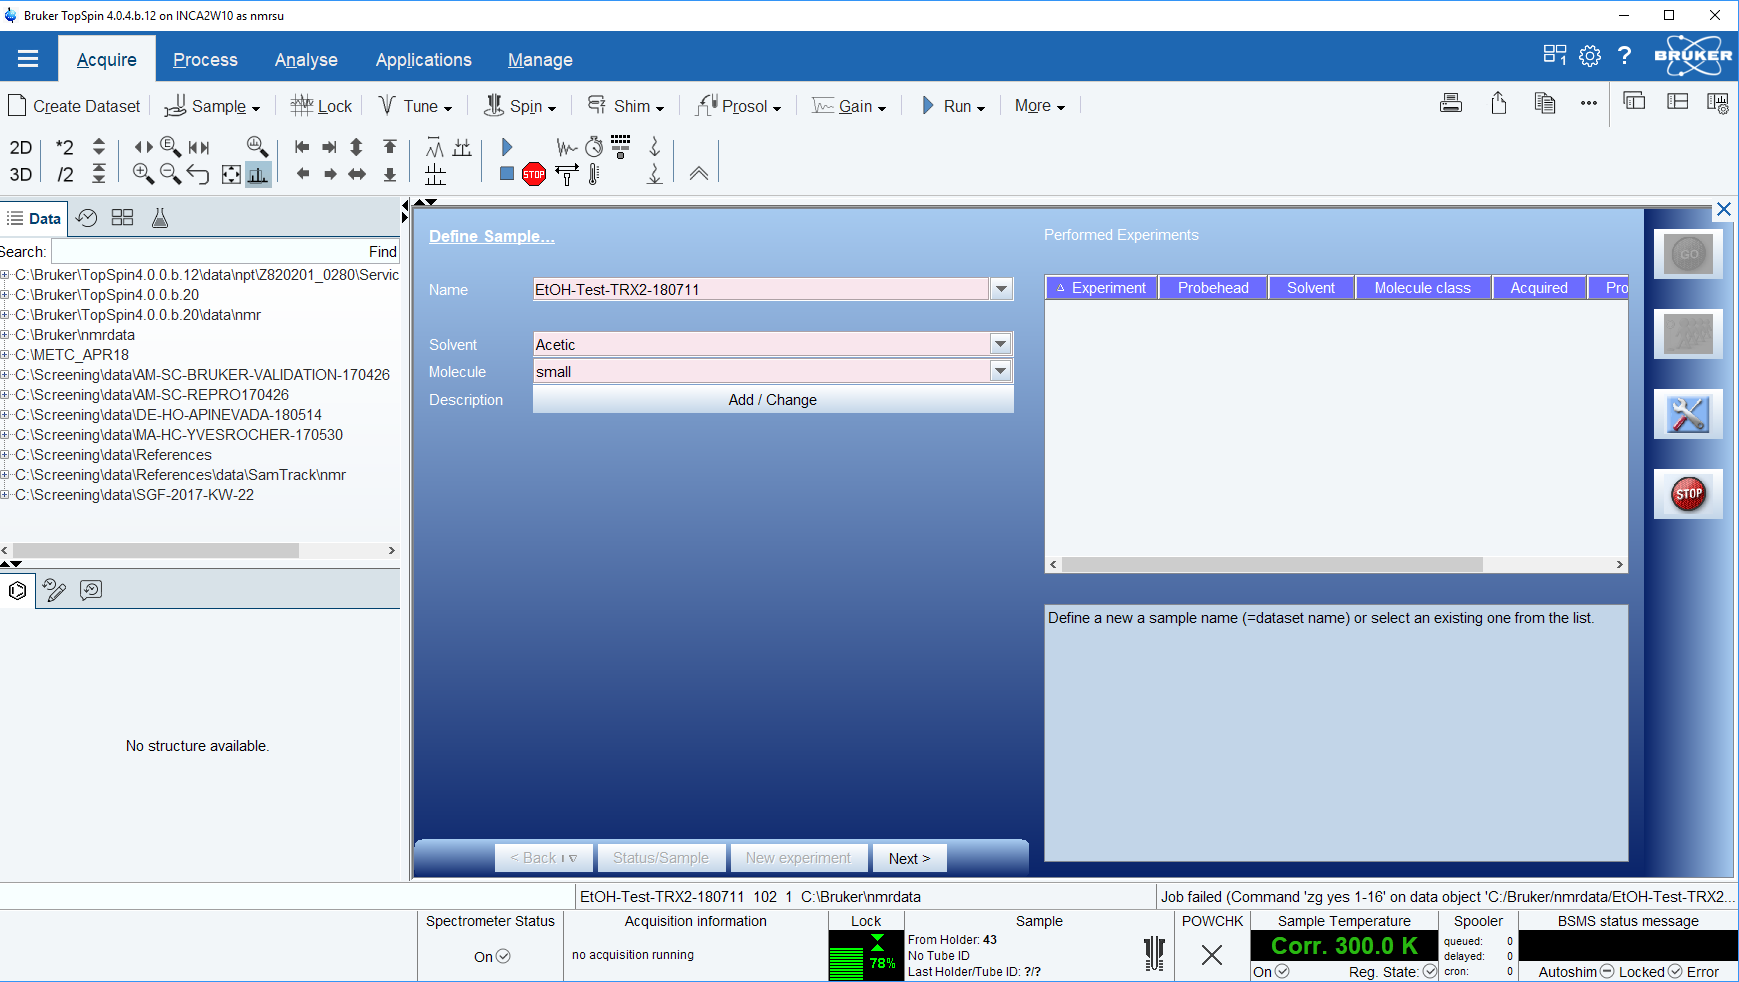 Bruker TopSpin 4.0.4.b.12 on INCA2W10 as nmrsu
Acquire Process Analyse Applications Manage
1 ? BRUKER
Create Dataset Sample Lock Tune Spin Shim Prosol Gain Run More
2D *2 E
3D /2 STOP
Data
Search: Find
C:\Bruker\TopSpin4.0.0.b.12\data\npt\Z820201_0280\Servic
C:\Bruker\TopSpin4.0.0.b.20
C:\Bruker\TopSpin4.0.0.b.20\data\nmr
C:\Bruker\nmrdata
C:\METC_APR18
C:\Screening\data\AM-SC-BRUKER-VALIDATION-170426
C:\Screening\data\AM-SC-REPRO170426
C:\Screening\data\DE-HO-APINEVADA-180514
C:\Screening\data\MA-HC-YVESROCHER-170530
C:\Screening\data\References
C:\Screening\data\References\data\SamTrack\nmr
C:\Screening\data\SGF-2017-KW-22
No structure available.
Define Sample...
Name EtOH-Test-TRX2-180711
Solvent Acetic
Molecule small
Description Add / Change
< Back Status/Sample New experiment Next >
Performed Experiments
Experiment Probehead Solvent Molecule class Acquired Pro
Define a new a sample name (=dataset name) or select an existing one from the list.
GO
STOP
EtOH-Test-TRX2-180711 102 1 C:\Bruker\nmrdata
Job failed (Command 'zg yes 1-16' on data object 'C:/Bruker/nmrdata/EtOH-Test-TRX2...
Spectrometer Status
On
Acquisition information
no acquisition running
Lock
78%
Sample
From Holder: 43
No Tube ID
Last Holder/Tube ID: ?/?
POWCHK
Sample Temperature
Corr. 300.0 K
On Reg. State:
Spooler
queued: 0
delayed: 0
cron: 0
BSMS status message
Autoshim Locked Error